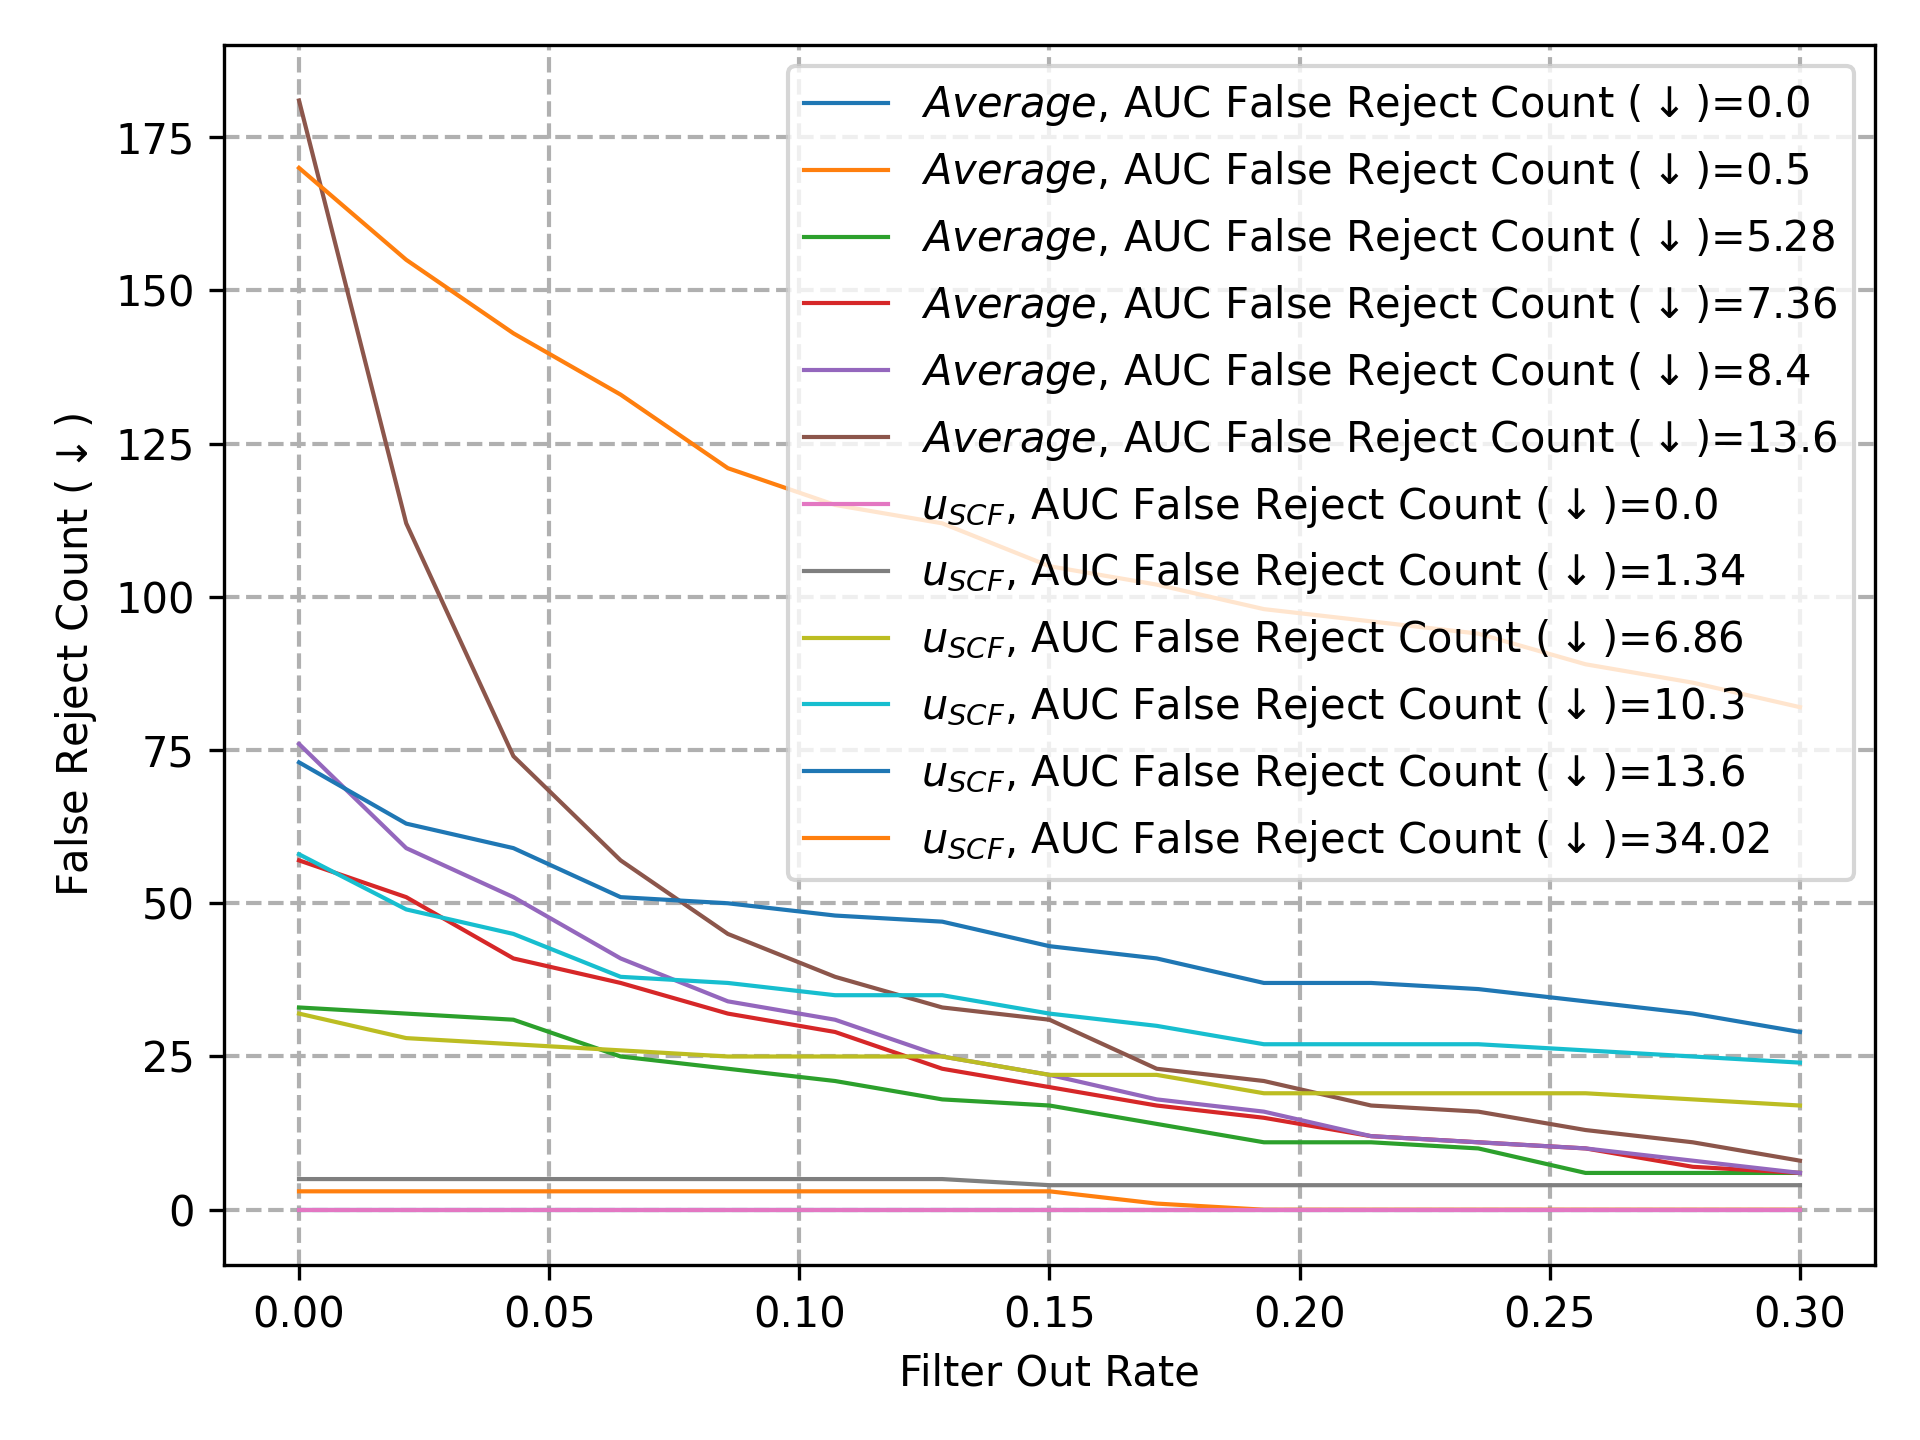 False Reject Count (↓)
175
150
125
100
75
50
25
0
Average, AUC False Reject Count (↓)=0.0
Average, AUC False Reject Count (↓)=0.5
Average, AUC False Reject Count (↓)=5.28
Average, AUC False Reject Count (↓)=7.36
Average, AUC False Reject Count (↓)=8.4
Average, AUC False Reject Count (↓)=13.6
uSCF, AUC False Reject Count (↓)=0.0
uSCF, AUC False Reject Count (↓)=1.34
uSCF, AUC False Reject Count (↓)=6.86
uSCF, AUC False Reject Count (↓)=10.3
uSCF, AUC False Reject Count (↓)=13.6
uSCF, AUC False Reject Count (↓)=34.02
0.00 0.05 0.10 0.15 0.20 0.25 0.30
Filter Out Rate